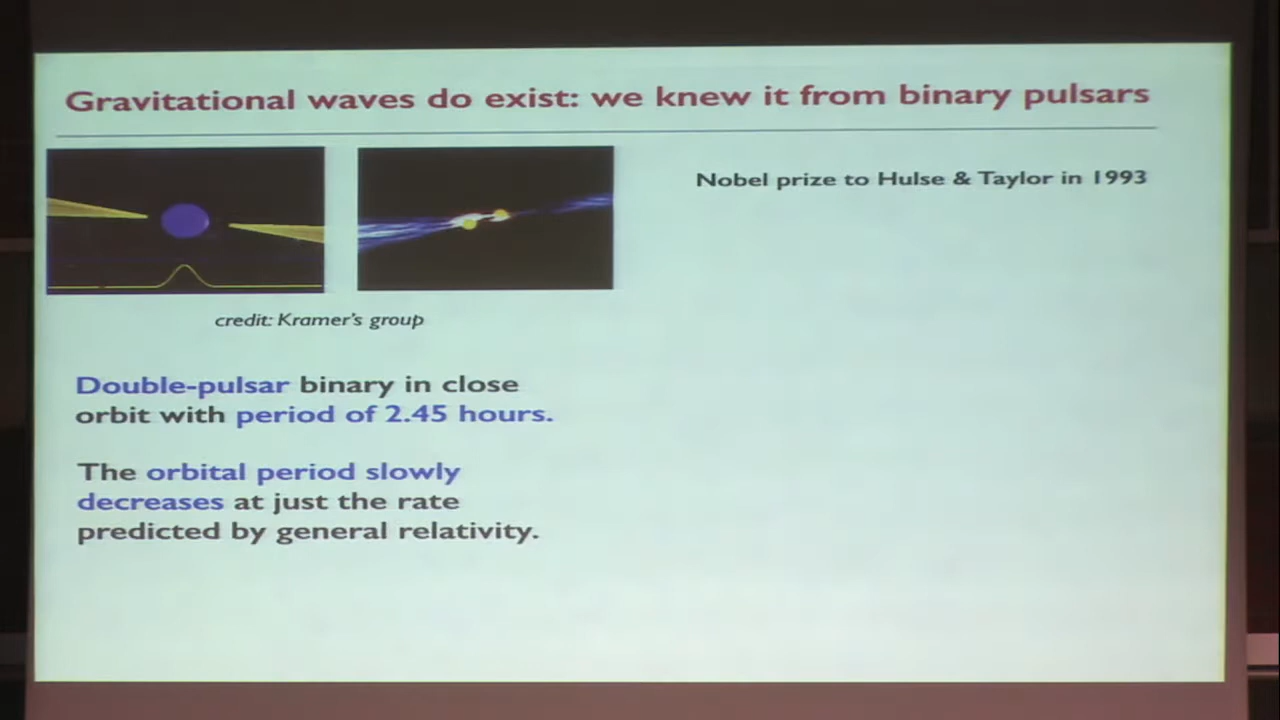 Gravitational waves do exist: we knew it from binary pulsars
Nobel prize to Hulse & Taylor in 1993
credit: Kramer's group
Double-pulsar binary in close
orbit with period of 2.45 hours.
The orbital period slowly
decreases at just the rate
predicted by general relativity.